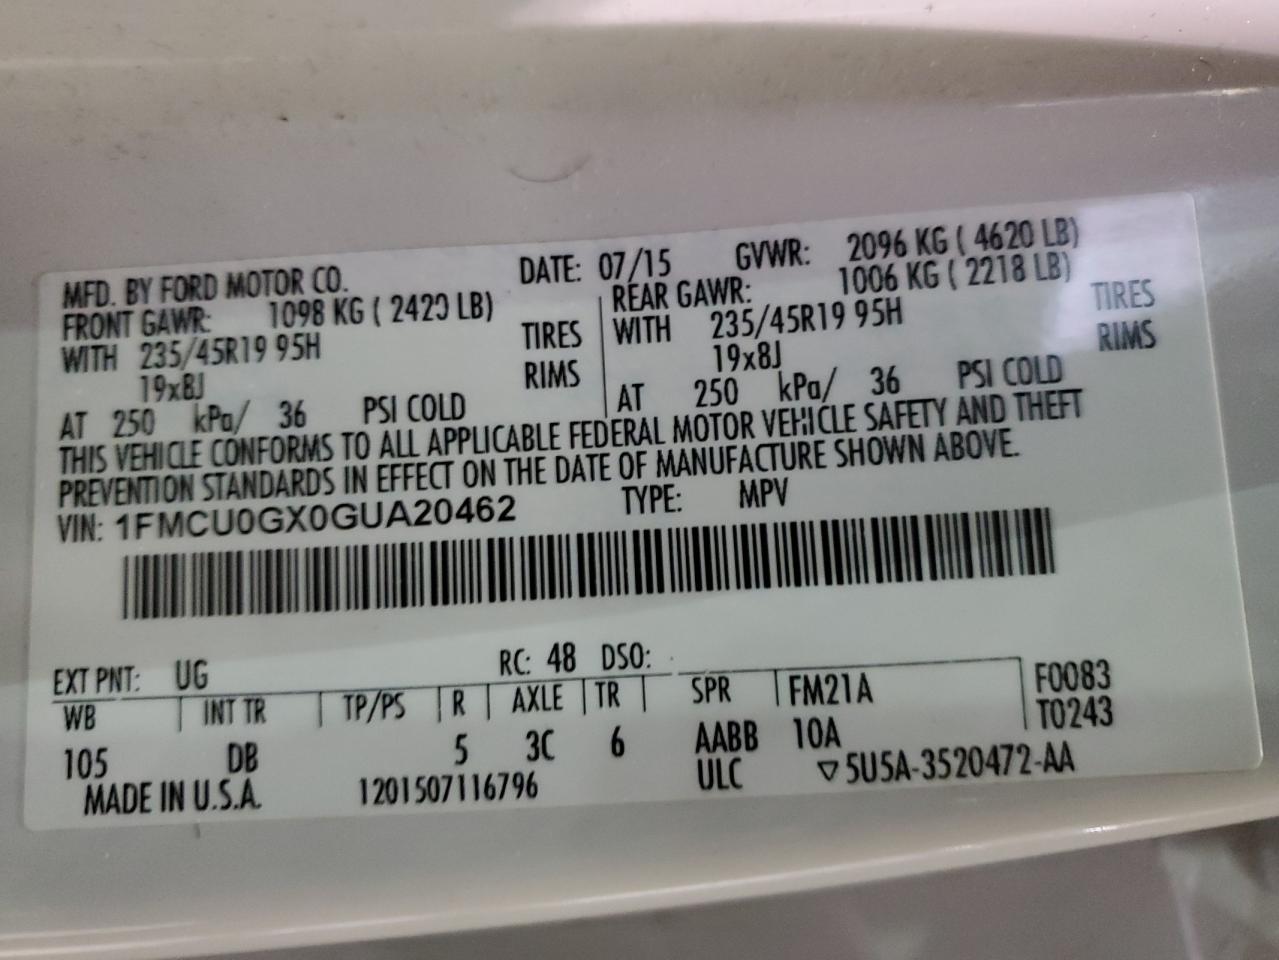 MFD. BY FORD MOTOR CO. DATE: 07/15 GVWR: 2096 KG ( 4620 LB)
FRONT GAWR: 1098 KG ( 2420 LB) REAR GAWR: 1006 KG ( 2218 LB)
WITH 235/45R19 95H TIRES WITH 235/45R19 95H TIRES
19x8J RIMS 19x8J RIMS
AT 250 kPa/ 36 PSI COLD AT 250 kPa/ 36 PSI COLD
THIS VEHICLE CONFORMS TO ALL APPLICABLE FEDERAL MOTOR VEHICLE SAFETY AND THEFT
PREVENTION STANDARDS IN EFFECT ON THE DATE OF MANUFACTURE SHOWN ABOVE.
VIN: 1FMCU0GX0GUA20462 TYPE: MPV
EXT PNT: UG RC: 48 DSO:
WB INT TR TP/PS R AXLE TR SPR FM21A F0083
105 DB 5 3C 6 AABB 10A T0243
MADE IN U.S.A. 1201507116796 ULC ▽5U5A-3520472-AA